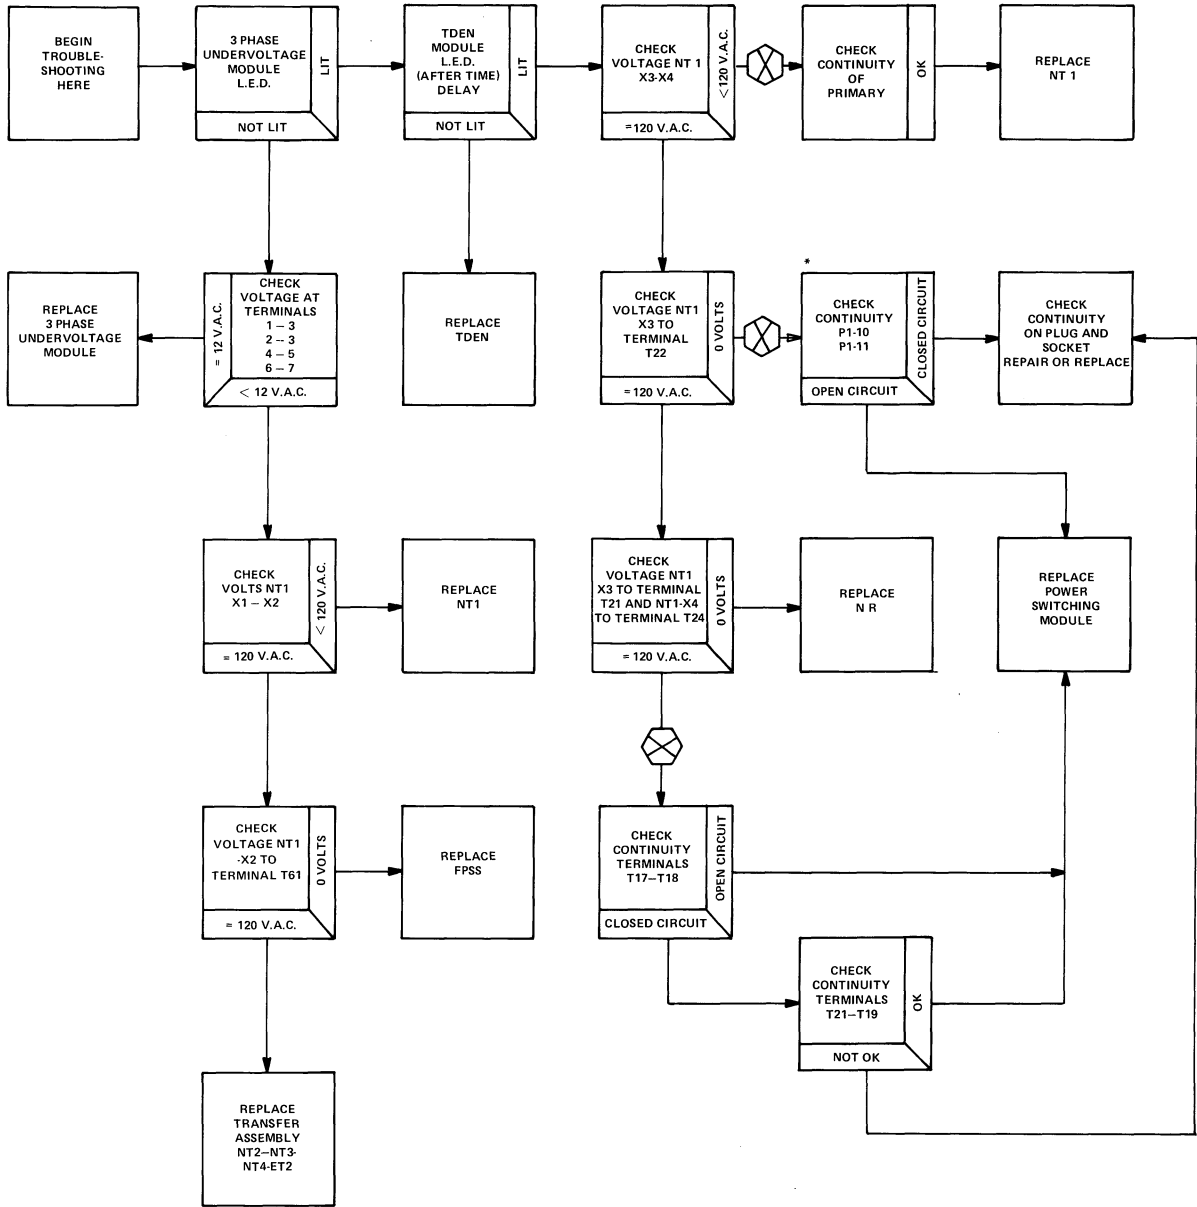 BEGIN
TROUBLE-
SHOOTING
HERE
3 PHASE
UNDERVOLTAGE
MODULE
L.E.D.
LIT
NOT LIT
TDEN
MODULE
L.E.D.
(AFTER TIME)
DELAY
LIT
NOT LIT
CHECK
VOLTAGE NT 1
X3-X4
< 120 V.A.C.
=120 V.A.C.
CHECK
CONTINUITY
OF
PRIMARY
OK
REPLACE
NT 1
REPLACE
3 PHASE
UNDERVOLTAGE
MODULE
= 12 V.A.C.
CHECK
VOLTAGE AT
TERMINALS
1 – 3
2 – 3
4 – 5
6 – 7
< 12 V.A.C.
REPLACE
TDEN
CHECK
VOLTAGE NT1
X3 TO
TERMINAL
T22
0 VOLTS
=120 V.A.C.
*
CHECK
CONTINUITY
P1-10
P1-11
CLOSED CIRCUIT
OPEN CIRCUIT
CHECK
CONTINUITY
ON PLUG AND
SOCKET
REPAIR OR REPLACE
CHECK
VOLTS NT1
X1 – X2
< 120 V.A.C.
= 120 V.A.C.
REPLACE
NT1
CHECK
VOLTAGE NT1
X3 TO TERMINAL
T21 AND NT1-X4
TO TERMINAL T24
0 VOLTS
= 120 V.A.C.
REPLACE
N R
REPLACE
POWER
SWITCHING
MODULE
CHECK
VOLTAGE NT1
-X2 TO
TERMINAL T61
0 VOLTS
= 120 V.A.C.
REPLACE
FPSS
CHECK
CONTINUITY
TERMINALS
T17–T18
OPEN CIRCUIT
CLOSED CIRCUIT
CHECK
CONTINUITY
TERMINALS
T21–T19
OK
NOT OK
REPLACE
TRANSFER
ASSEMBLY
NT2–NT3-
NT4-ET2